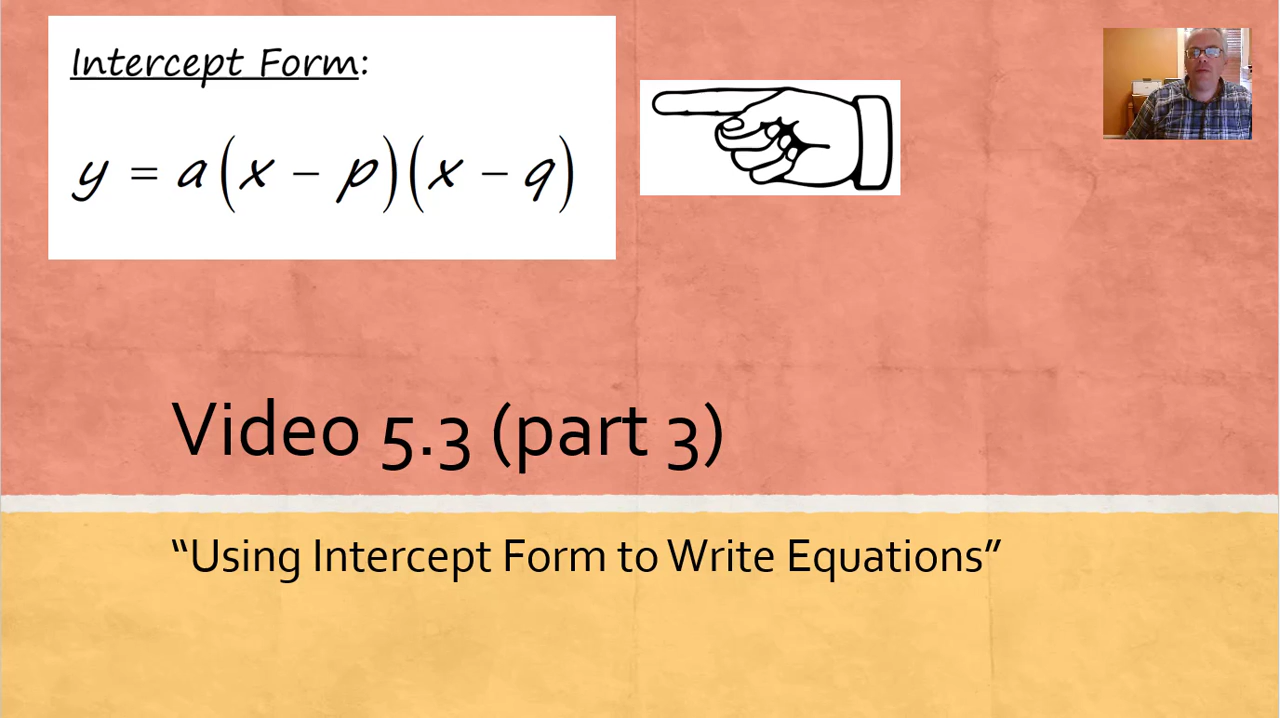 Intercept Form:
y = a(x − p)(x − q)
Video 5.3 (part 3)
“Using Intercept Form to Write Equations”